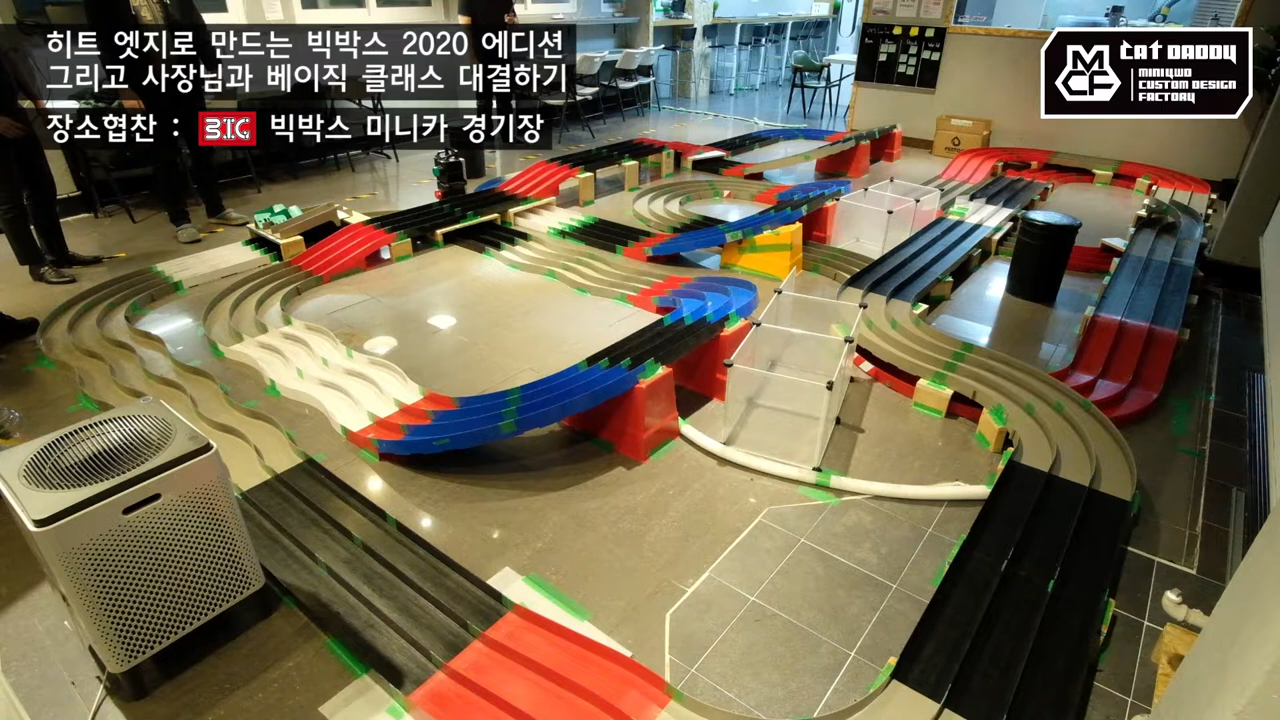 히트 엣지로 만드는 빅박스 2020 에디션
그리고 사장님과 베이직 클래스 대결하기
장소협찬 : BIG 빅박스 미니카 경기장
MCF
CAT DADDY
MINI4WD
CUSTOM DESIGN
FACTORY